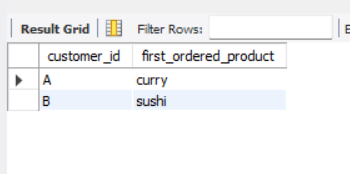 Result Grid Filter Rows:
customer_id first_ordered_product
A curry
B sushi